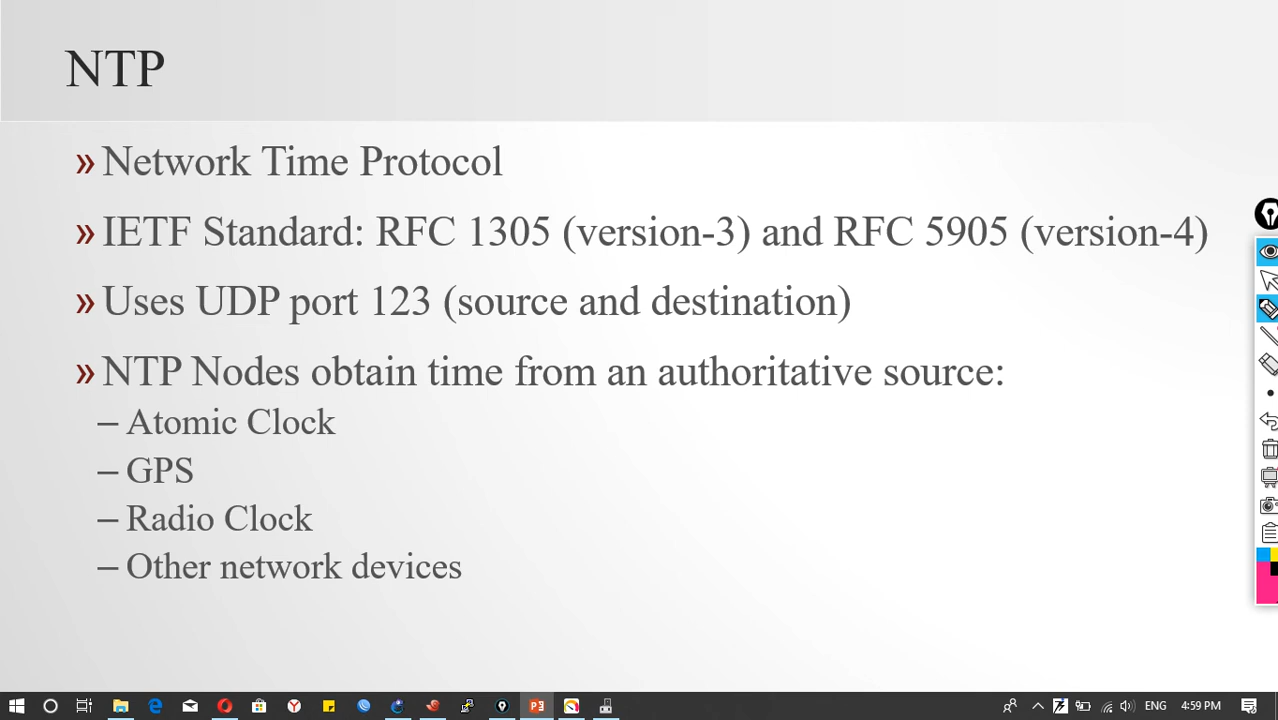 NTP
» Network Time Protocol
» IETF Standard: RFC 1305 (version-3) and RFC 5905 (version-4)
» Uses UDP port 123 (source and destination)
» NTP Nodes obtain time from an authoritative source:
– Atomic Clock
– GPS
– Radio Clock
– Other network devices
ENG 4:59 PM